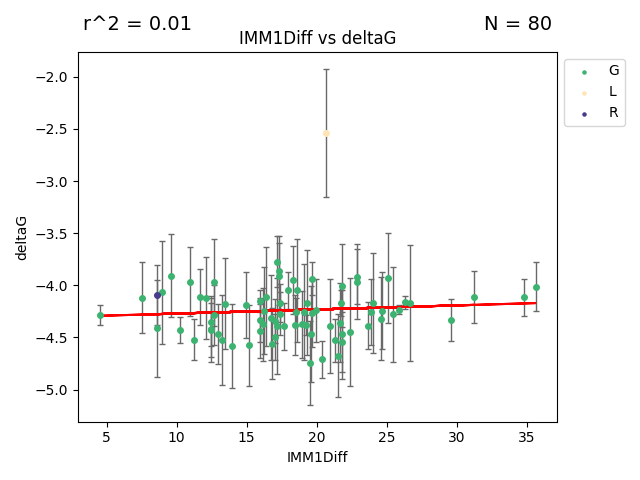 r^2 = 0.01
N = 80
IMM1Diff vs deltaG
G
L
R
−2.0
−2.5
−3.0
−3.5
−4.0
−4.5
−5.0
deltaG
5 10 15 20 25 30 35
IMM1Diff